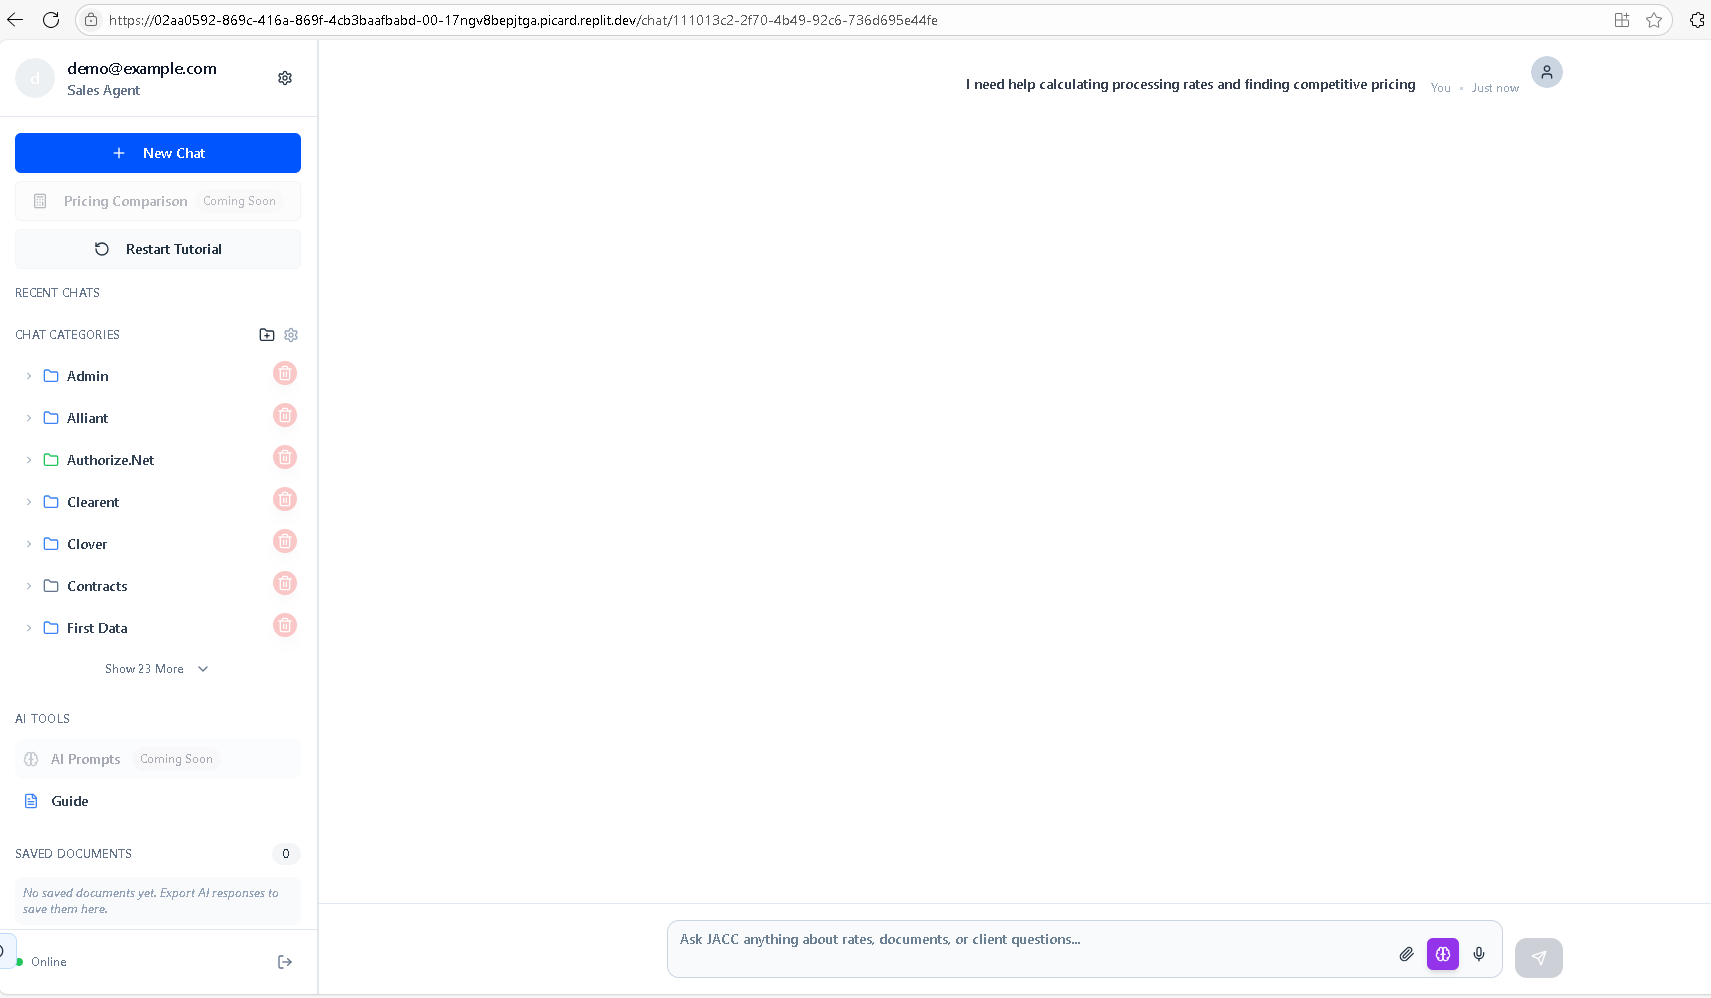 https://02aa0592-869c-416a-869f-4cb3baafbabd-00-17ngv8bepjtga.picard.replit.dev/chat/111013c2-2f70-4b49-92c6-736d695e44fe
d
demo@example.com
Sales Agent
New Chat
Pricing Comparison Coming Soon
Restart Tutorial
RECENT CHATS
CHAT CATEGORIES
Admin
Alliant
Authorize.Net
Clearent
Clover
Contracts
First Data
Show 23 More
AI TOOLS
AI Prompts Coming Soon
Guide
SAVED DOCUMENTS 0
No saved documents yet. Export AI responses to
save them here.
Online
I need help calculating processing rates and finding competitive pricing You • Just now
Ask JACC anything about rates, documents, or client questions...